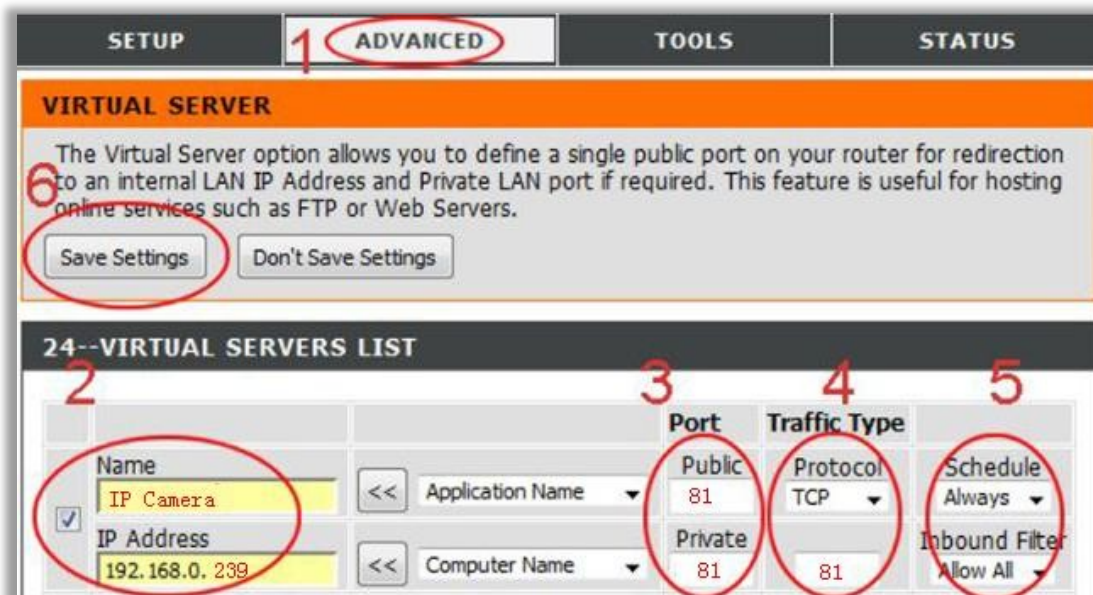 SETUP 1 ADVANCED TOOLS STATUS
VIRTUAL SERVER
The Virtual Server option allows you to define a single public port on your router for redirection
6 to an internal LAN IP Address and Private LAN port if required. This feature is useful for hosting
online services such as FTP or Web Servers.
Save Settings Don't Save Settings
24--VIRTUAL SERVERS LIST
2 3 4 5
Port Traffic Type
Name Public Protocol Schedule
IP Camera << Application Name 81 TCP Always
IP Address Private Inbound Filter
192.168.0.239 << Computer Name 81 81 Allow All